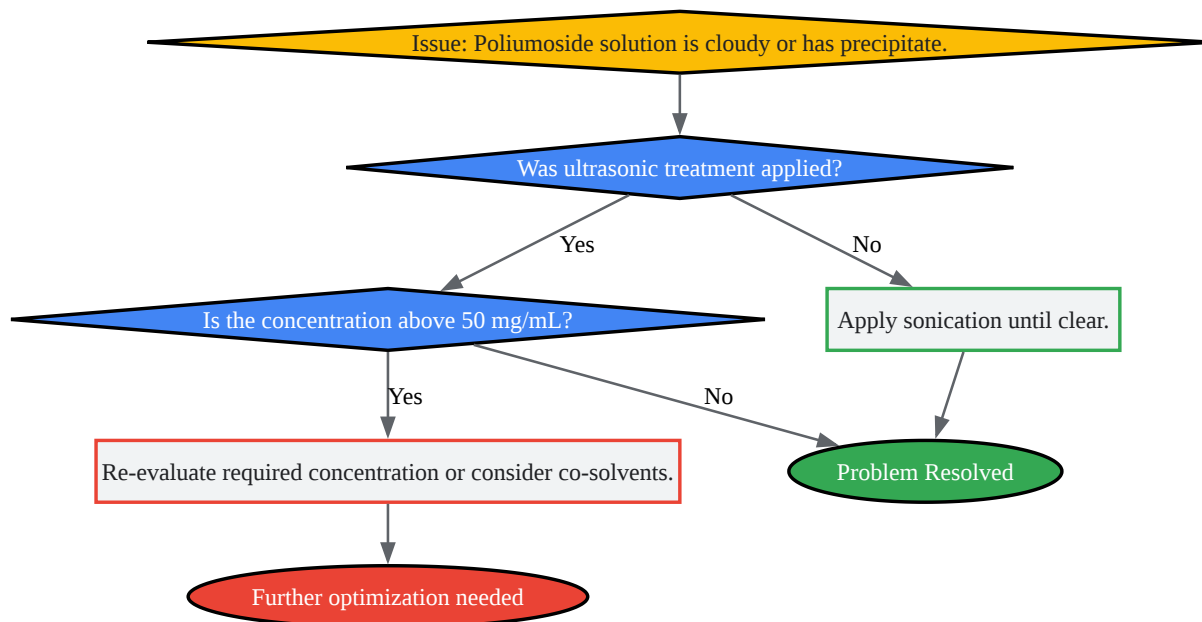 Issue: Poliumoside solution is cloudy or has precipitate.
Was ultrasonic treatment applied?
Yes
No
Is the concentration above 50 mg/mL?
Apply sonication until clear.
Yes
No
Re-evaluate required concentration or consider co-solvents.
Problem Resolved
Further optimization needed